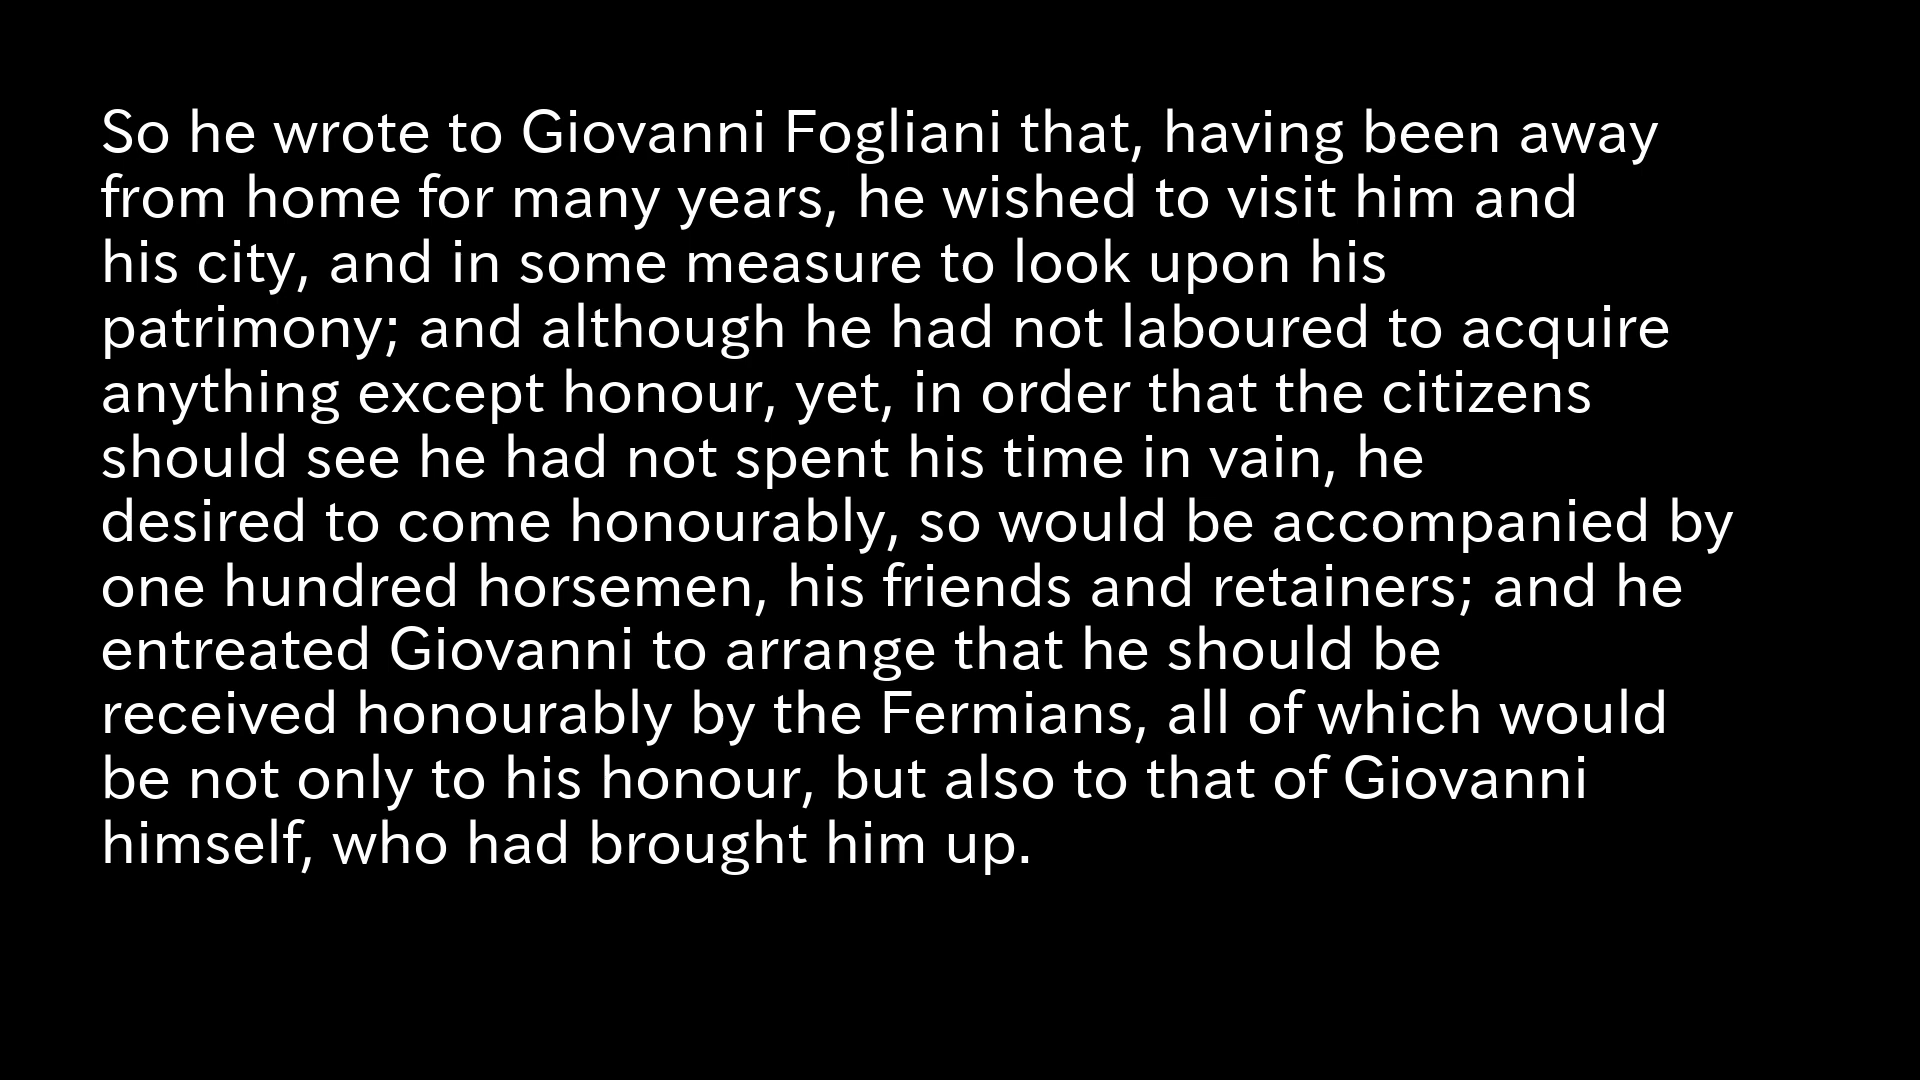 So he wrote to Giovanni Fogliani that, having been away
from home for many years, he wished to visit him and
his city, and in some measure to look upon his
patrimony; and although he had not laboured to acquire
anything except honour, yet, in order that the citizens
should see he had not spent his time in vain, he
desired to come honourably, so would be accompanied by
one hundred horsemen, his friends and retainers; and he
entreated Giovanni to arrange that he should be
received honourably by the Fermians, all of which would
be not only to his honour, but also to that of Giovanni
himself, who had brought him up.